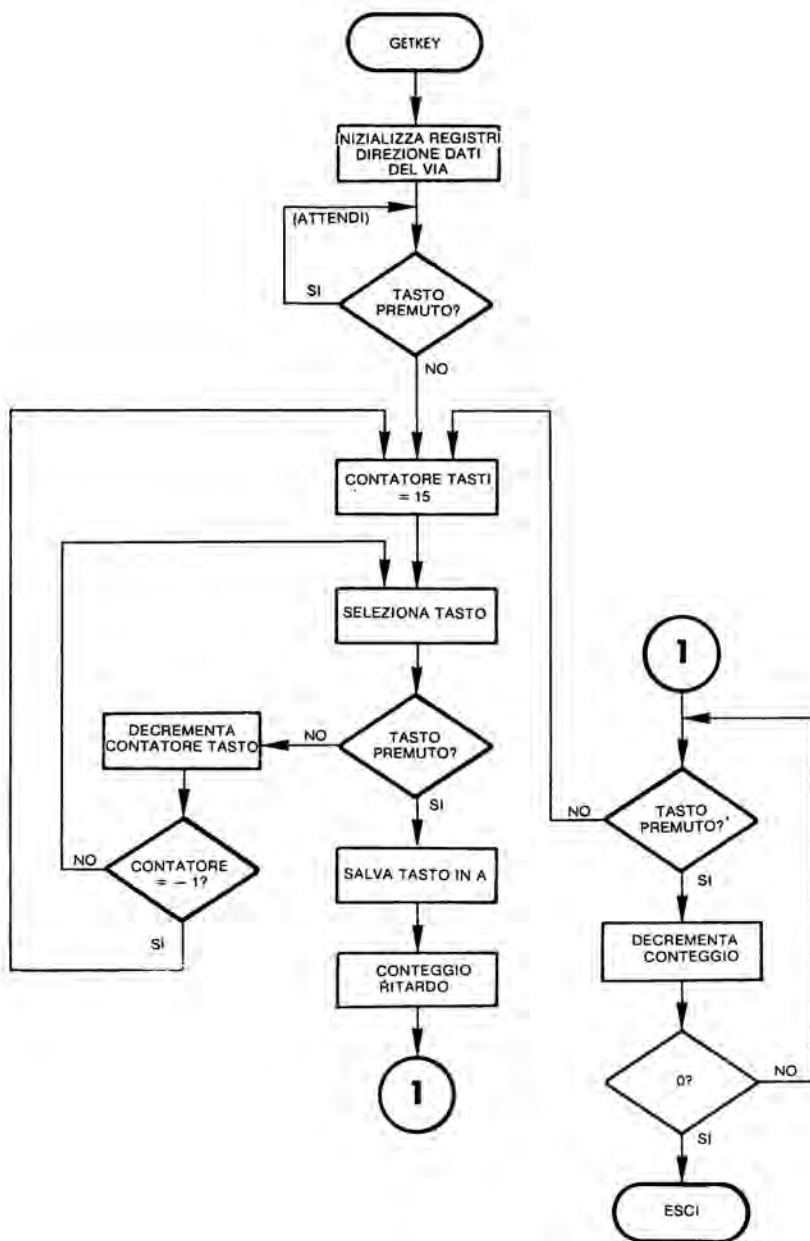 GETKEY
NIZIALIZZA REGISTRI
DIREZIONE DATI
DEL VIA
(ATTENDI)
SI
TASTO
PREMUTO?
NO
CONTATORE TASTI
= 15
SELEZIONA TASTO
1
DECREMENTA
CONTATORE TASTO
NO
TASTO
PREMUTO?
SI
NO
TASTO
PREMUTO?
SI
NO
CONTATORE
= – 1?
SI
SALVA TASTO IN A
DECREMENTA
CONTEGGIO
CONTEGGIO
RITARDO
1
0?
NO
SI
ESCI